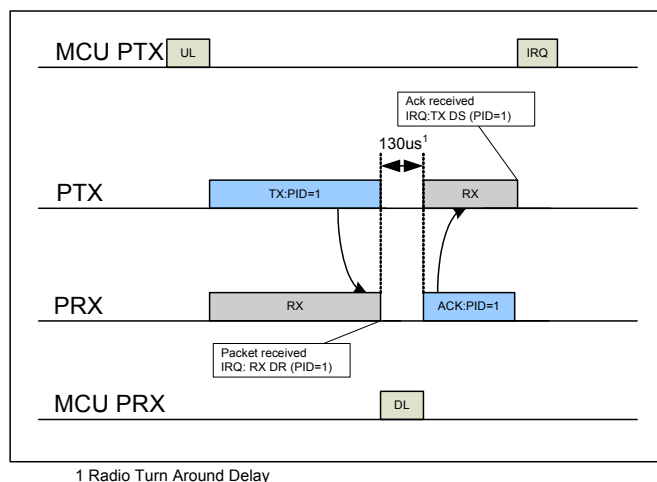 MCU PTX
UL
IRQ
Ack received
IRQ:TX DS (PID=1)
130us1
PTX
TX:PID=1
RX
PRX
RX
ACK:PID=1
Packet received
IRQ: RX DR (PID=1)
MCU PRX
DL
1 Radio Turn Around Delay